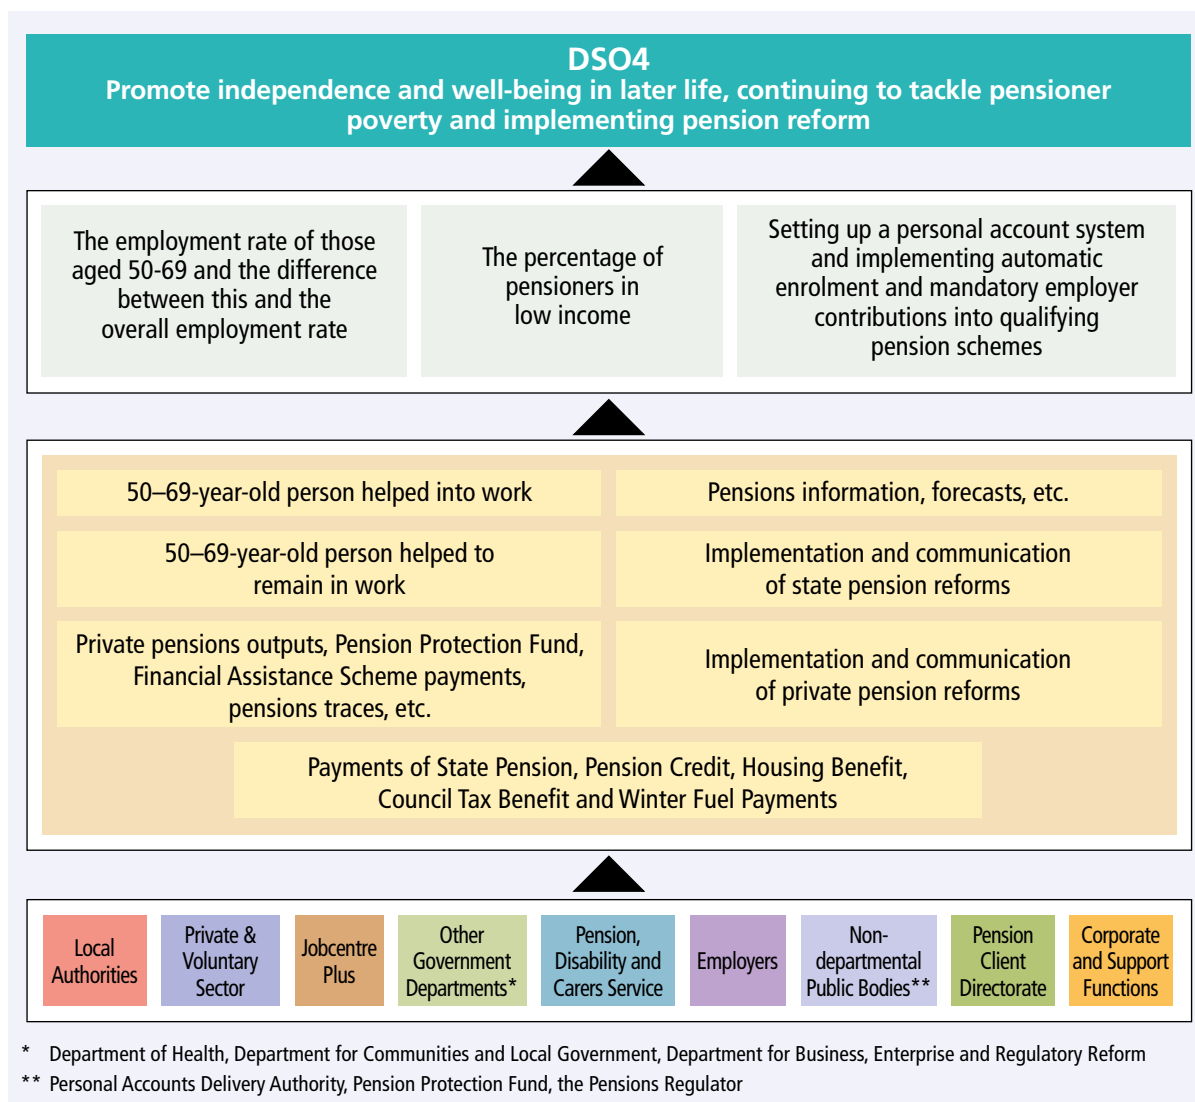 DSO4
Promote independence and well-being in later life, continuing to tackle pensioner
poverty and implementing pension reform
The employment rate of those
aged 50-69 and the difference
between this and the
overall employment rate
The percentage of
pensioners in
low income
Setting up a personal account system
and implementing automatic
enrolment and mandatory employer
contributions into qualifying
pension schemes
50–69-year-old person helped into work
Pensions information, forecasts, etc.
50–69-year-old person helped to
remain in work
Implementation and communication
of state pension reforms
Private pensions outputs, Pension Protection Fund,
Financial Assistance Scheme payments,
pensions traces, etc.
Implementation and communication
of private pension reforms
Payments of State Pension, Pension Credit, Housing Benefit,
Council Tax Benefit and Winter Fuel Payments
Local
Authorities
Private &
Voluntary
Sector
Jobcentre
Plus
Other
Government
Departments*
Pension,
Disability and
Carers Service
Employers
Non-
departmental
Public Bodies**
Pension
Client
Directorate
Corporate
and Support
Functions
* Department of Health, Department for Communities and Local Government, Department for Business, Enterprise and Regulatory Reform
** Personal Accounts Delivery Authority, Pension Protection Fund, the Pensions Regulator